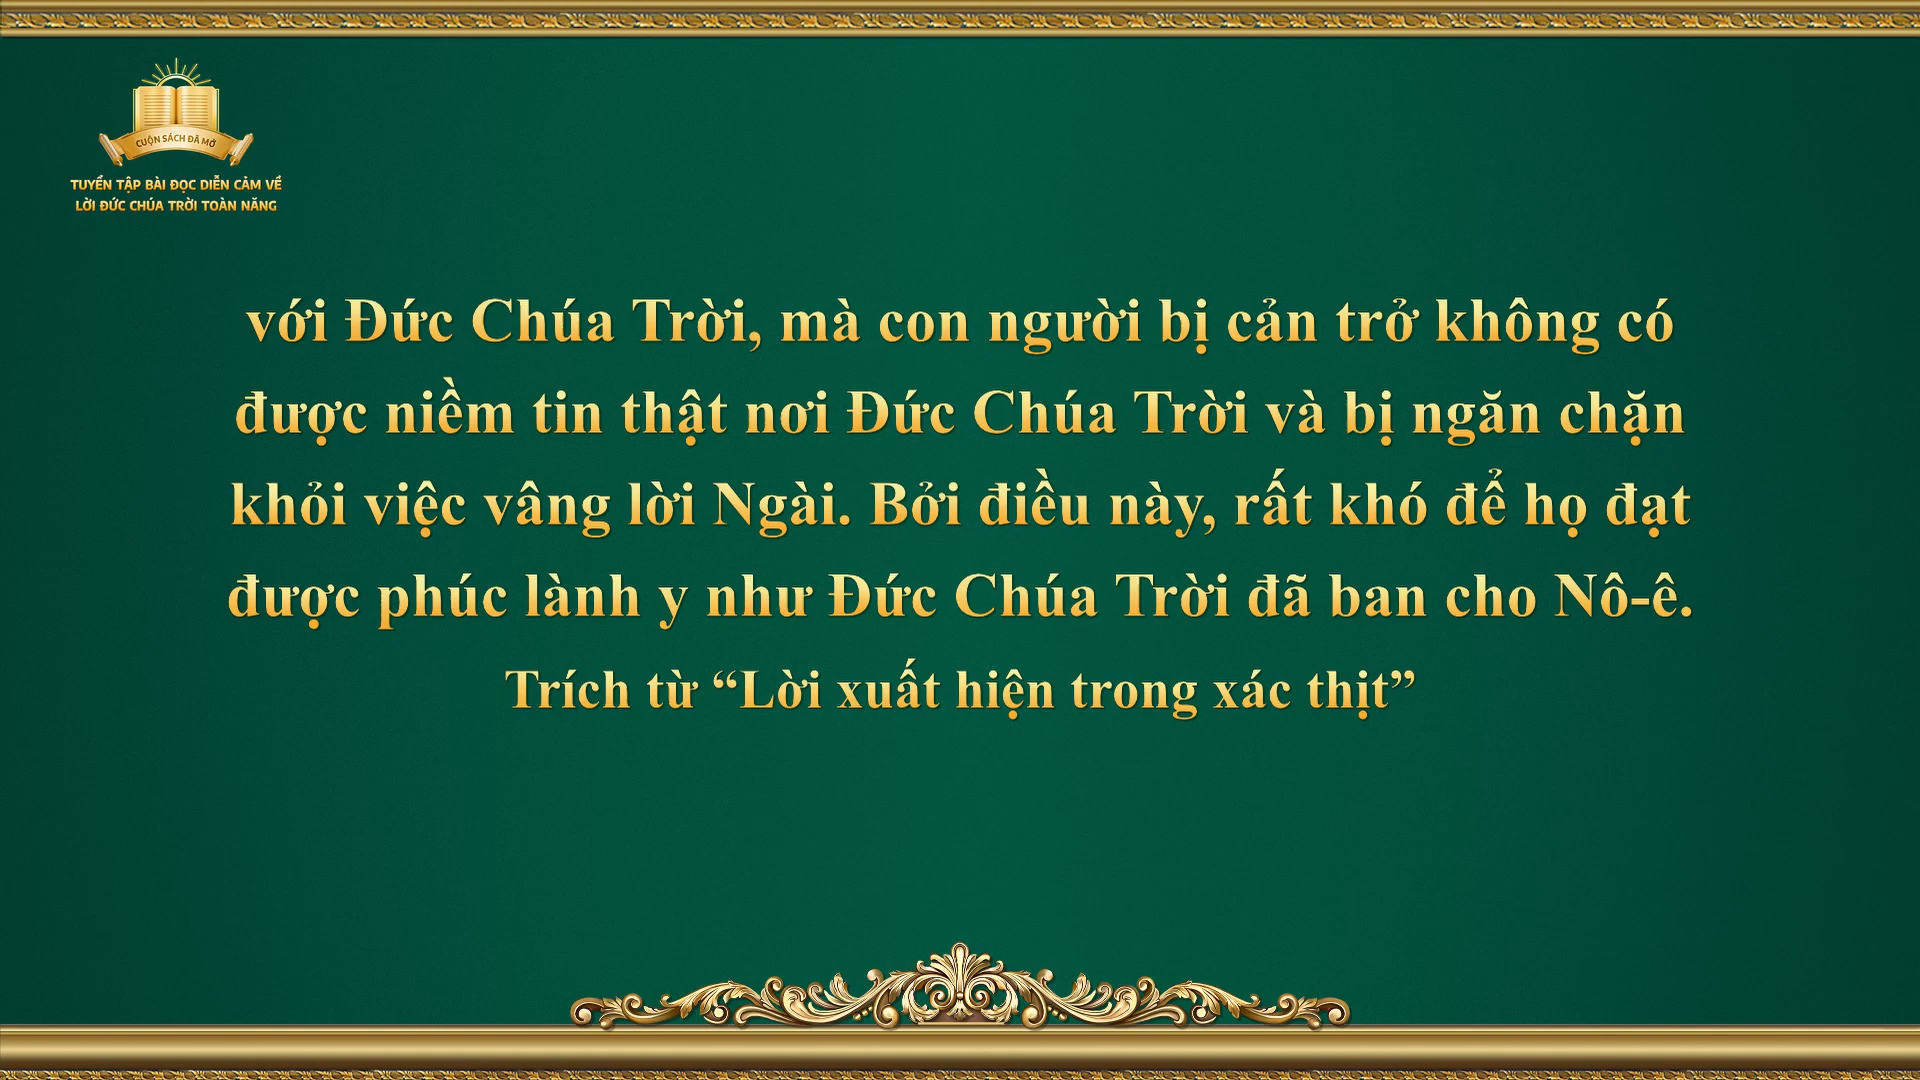 CUỘN SÁCH ĐÃ MỞ
TUYỂN TẬP BÀI ĐỌC DIỄN CẢM VỀ
LỜI ĐỨC CHÚA TRỜI TOÀN NĂNG
với Đức Chúa Trời, mà con người bị cản trở không có
được niềm tin thật nơi Đức Chúa Trời và bị ngăn chặn
khỏi việc vâng lời Ngài. Bởi điều này, rất khó để họ đạt
được phúc lành y như Đức Chúa Trời đã ban cho Nô-ê.
Trích từ “Lời xuất hiện trong xác thịt”